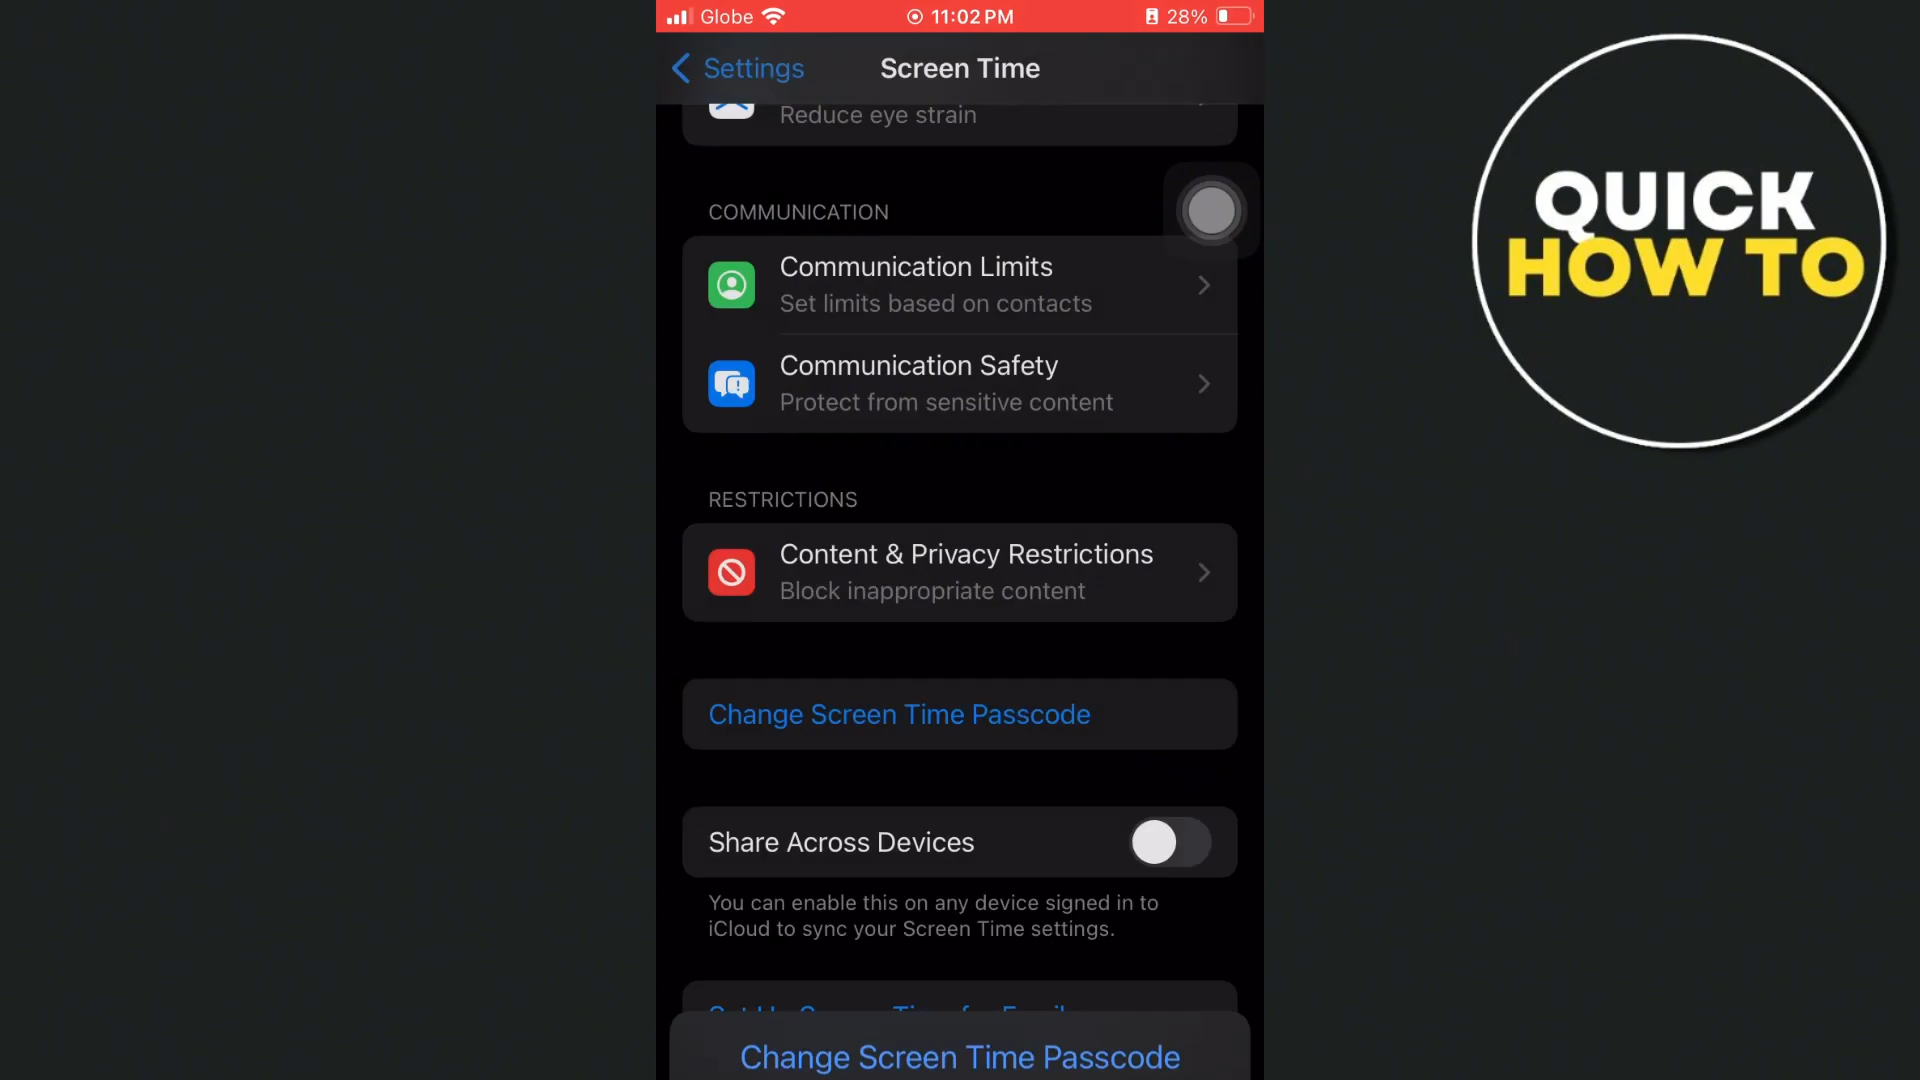 Globe 11:02 PM 28%
Settings Screen Time
Reduce eye strain
COMMUNICATION
Communication Limits
Set limits based on contacts
Communication Safety
Protect from sensitive content
RESTRICTIONS
Content & Privacy Restrictions
Block inappropriate content
Change Screen Time Passcode
Share Across Devices
You can enable this on any device signed in to
iCloud to sync your Screen Time settings.
Change Screen Time Passcode
QUICK
HOW TO